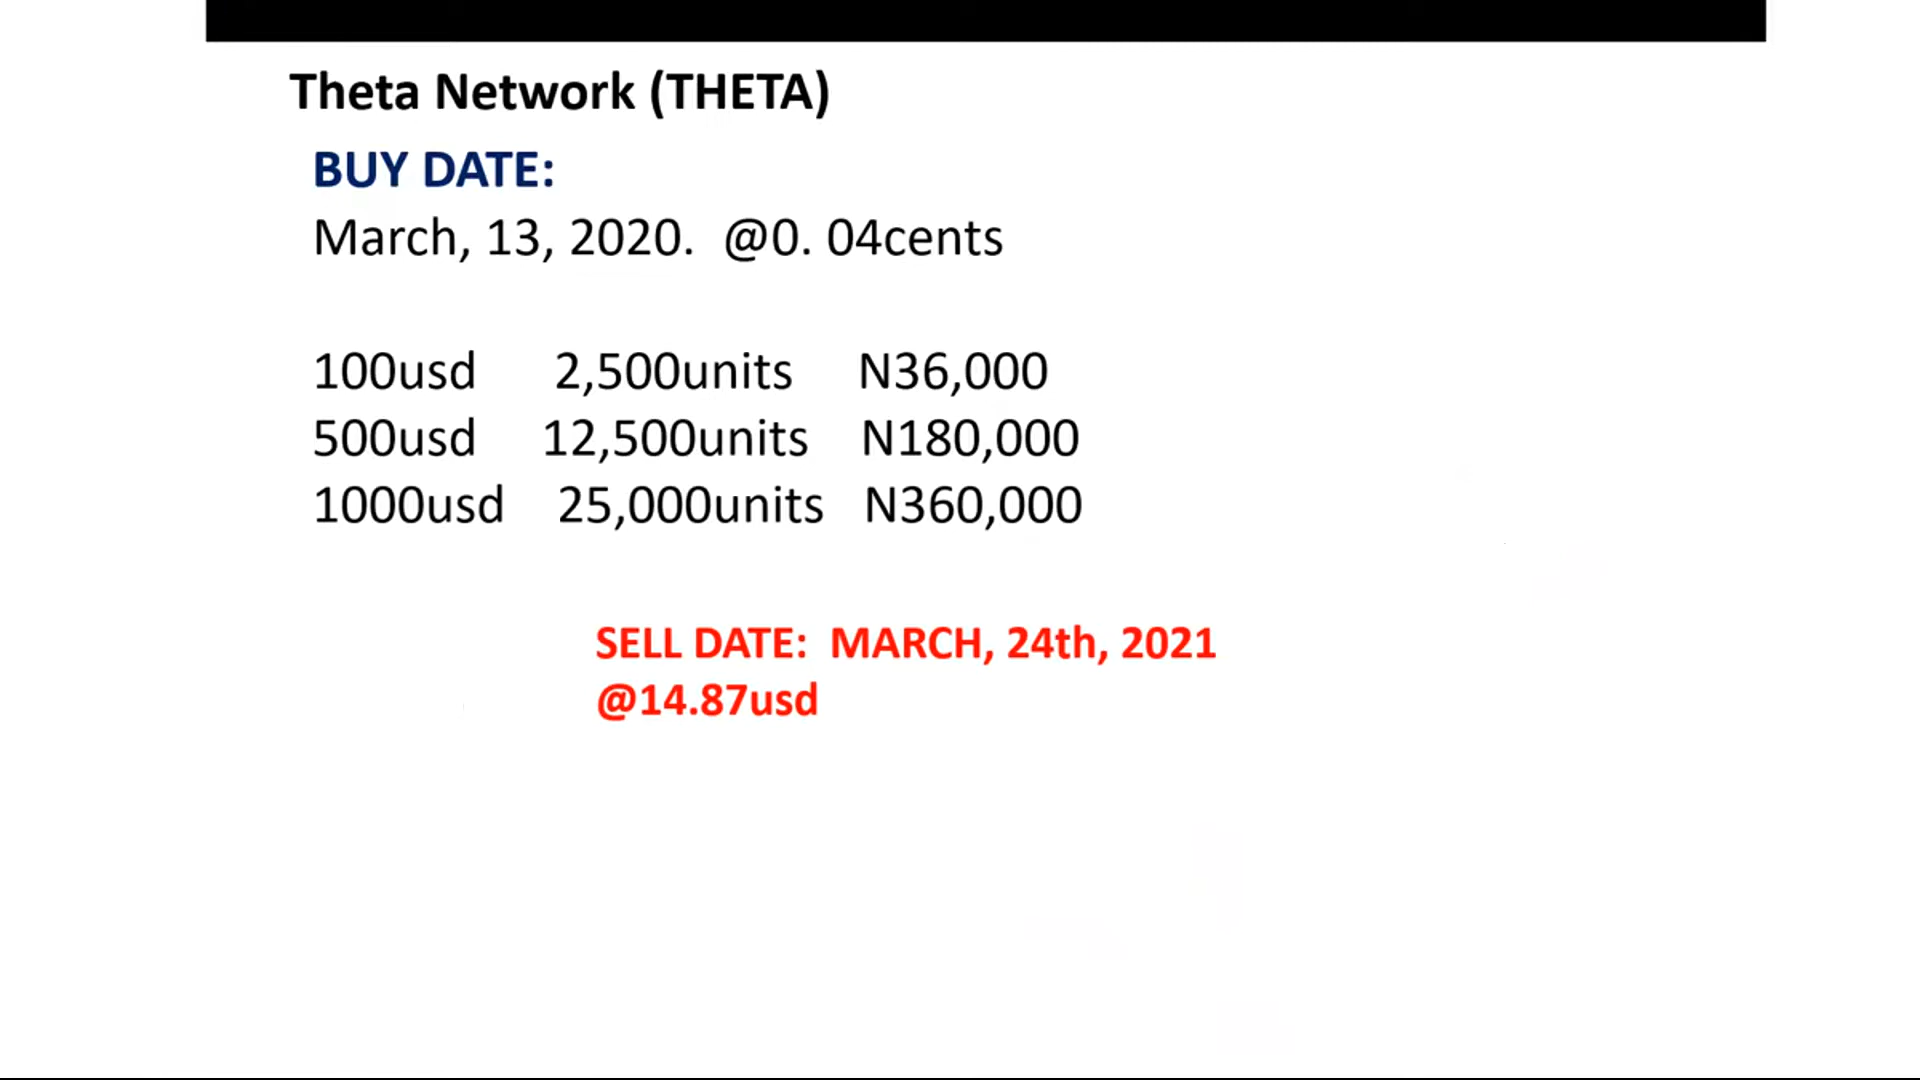 Theta Network (THETA)
BUY DATE:
March, 13, 2020. @0. 04cents
100usd 2,500units N36,000
500usd 12,500units N180,000
1000usd 25,000units N360,000
SELL DATE: MARCH, 24th, 2021
@14.87usd